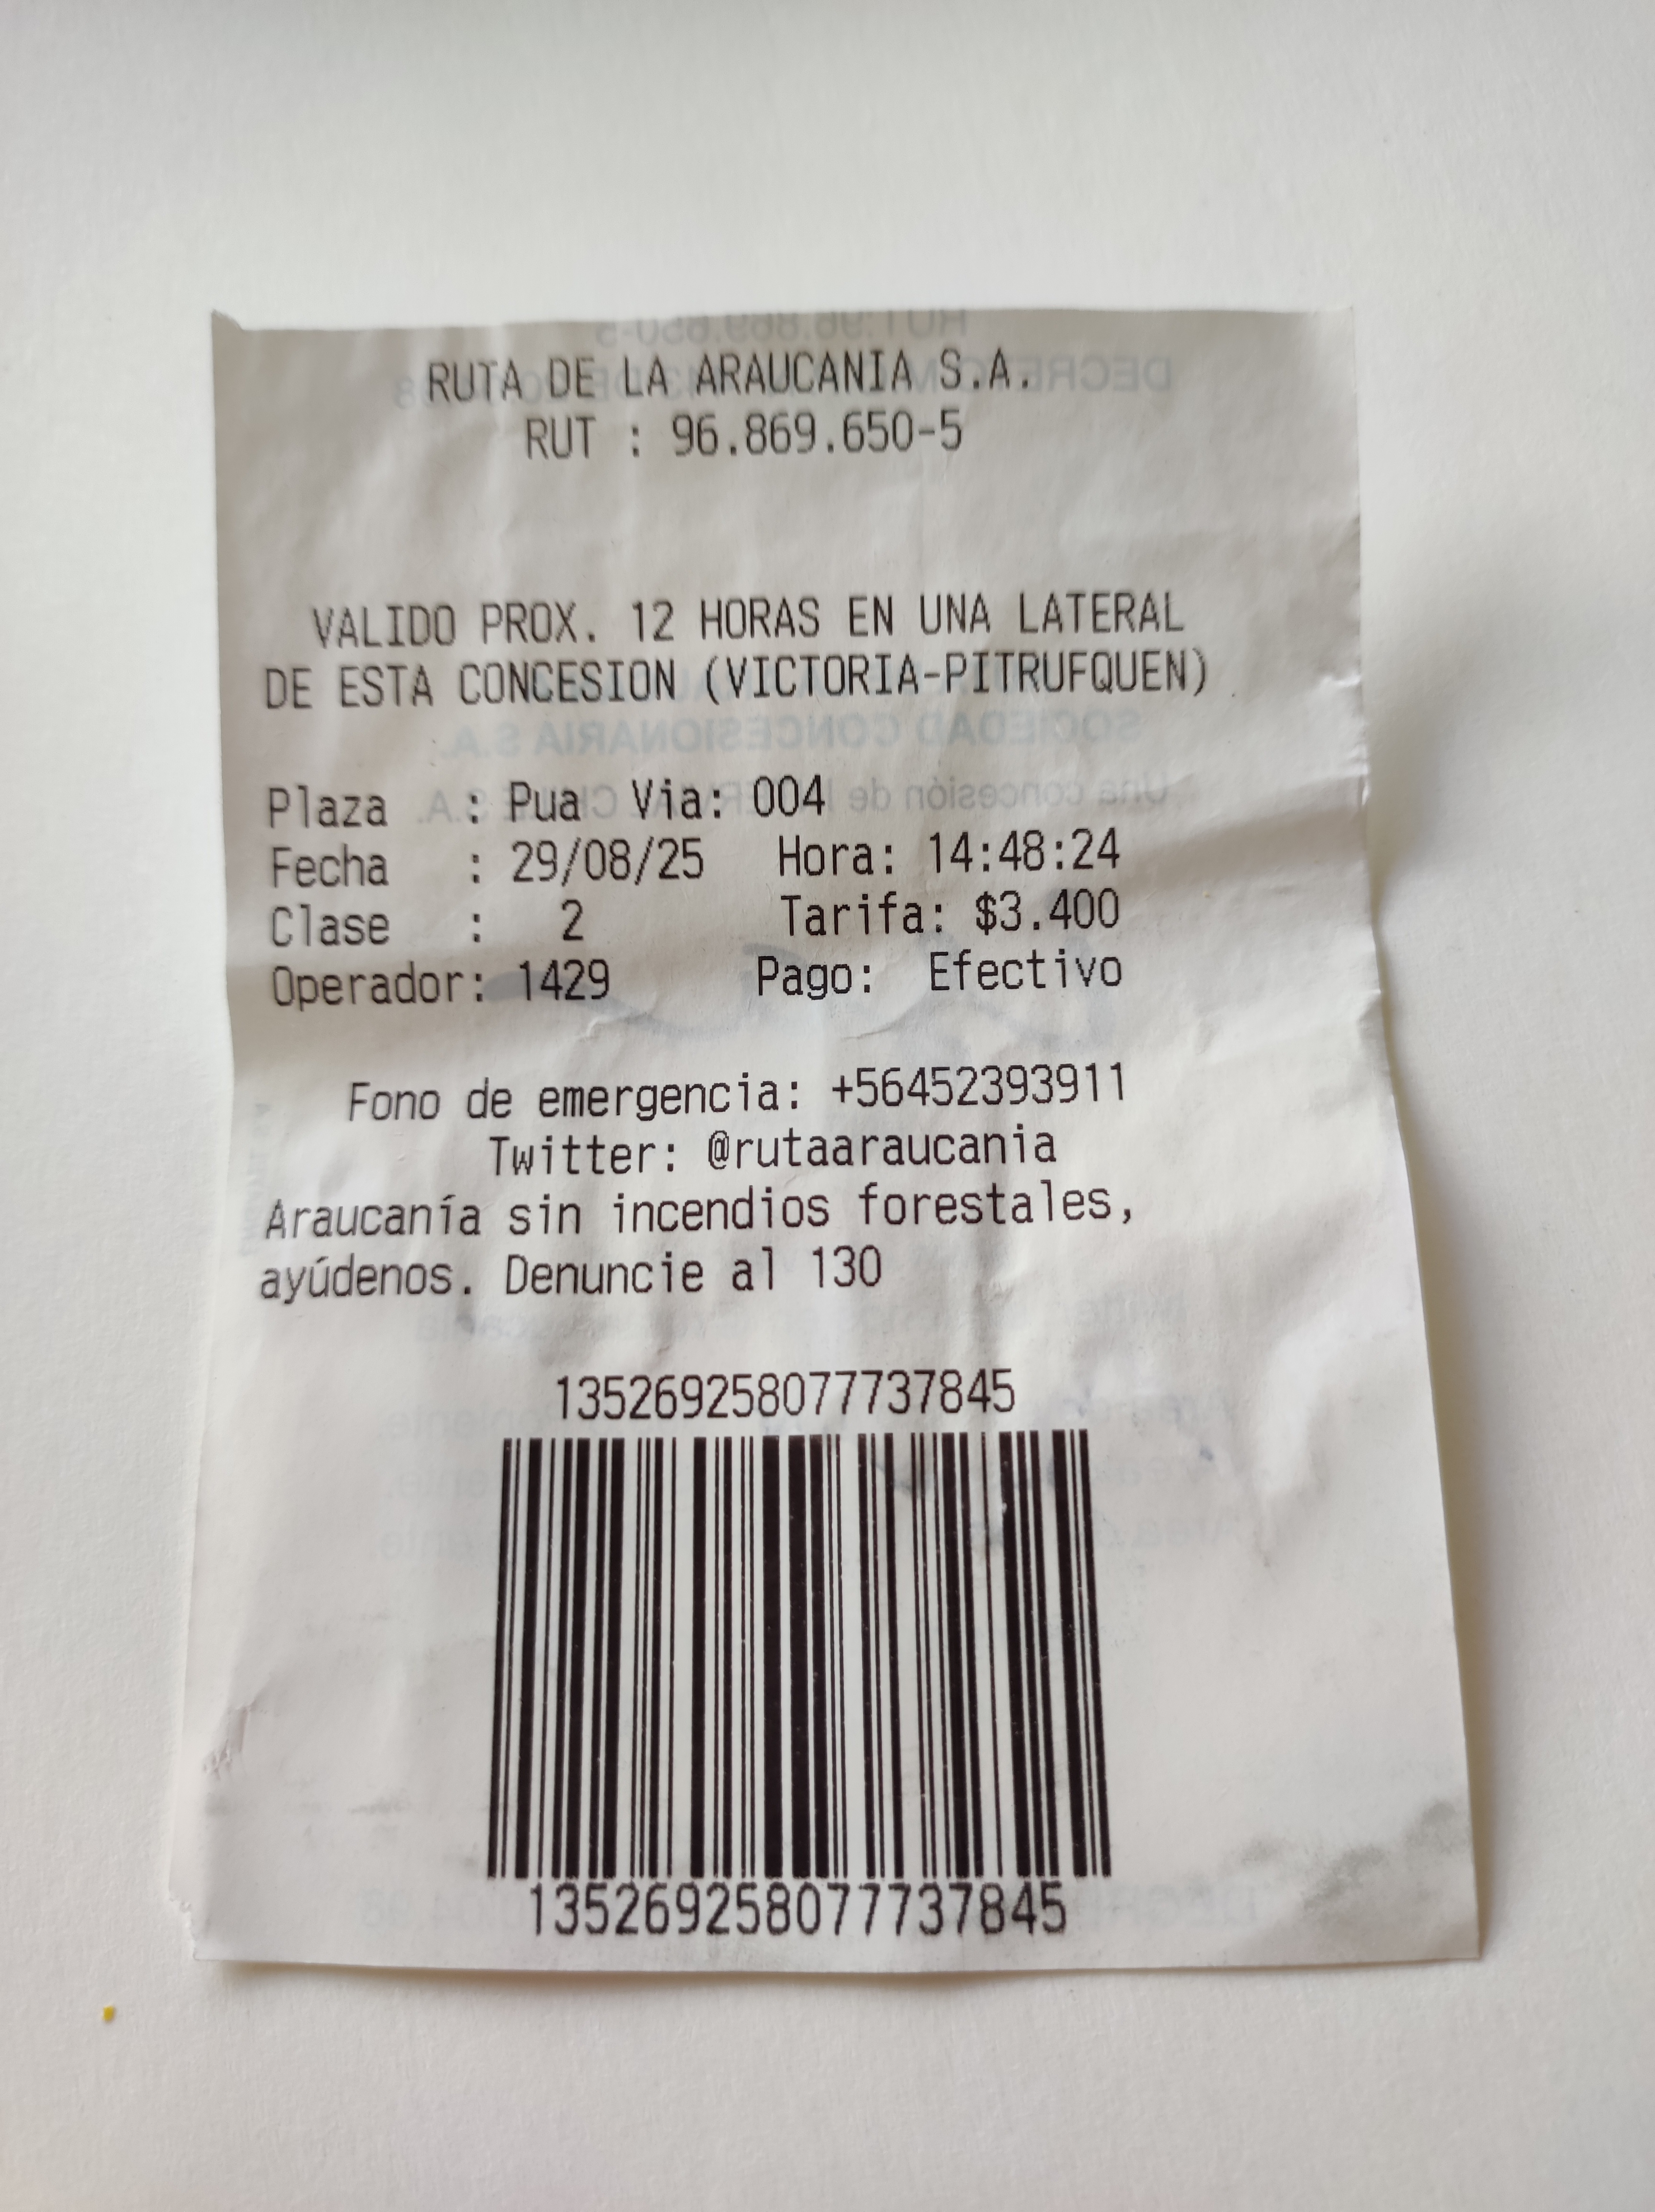 RUTA DE LA ARAUCANIA S.A.
RUT : 96.869.650-5
VALIDO PROX. 12 HORAS EN UNA LATERAL
DE ESTA CONCESION (VICTORIA-PITRUFQUEN)
Plaza : Pua Via: 004
Fecha : 29/08/25 Hora: 14:48:24
Clase : 2 Tarifa: $3.400
Operador: 1429 Pago: Efectivo
Fono de emergencia: +56452393911
Twitter: @rutaaraucania
Araucanía sin incendios forestales,
ayúdenos. Denuncie al 130
135269258077737845
135269258077737845